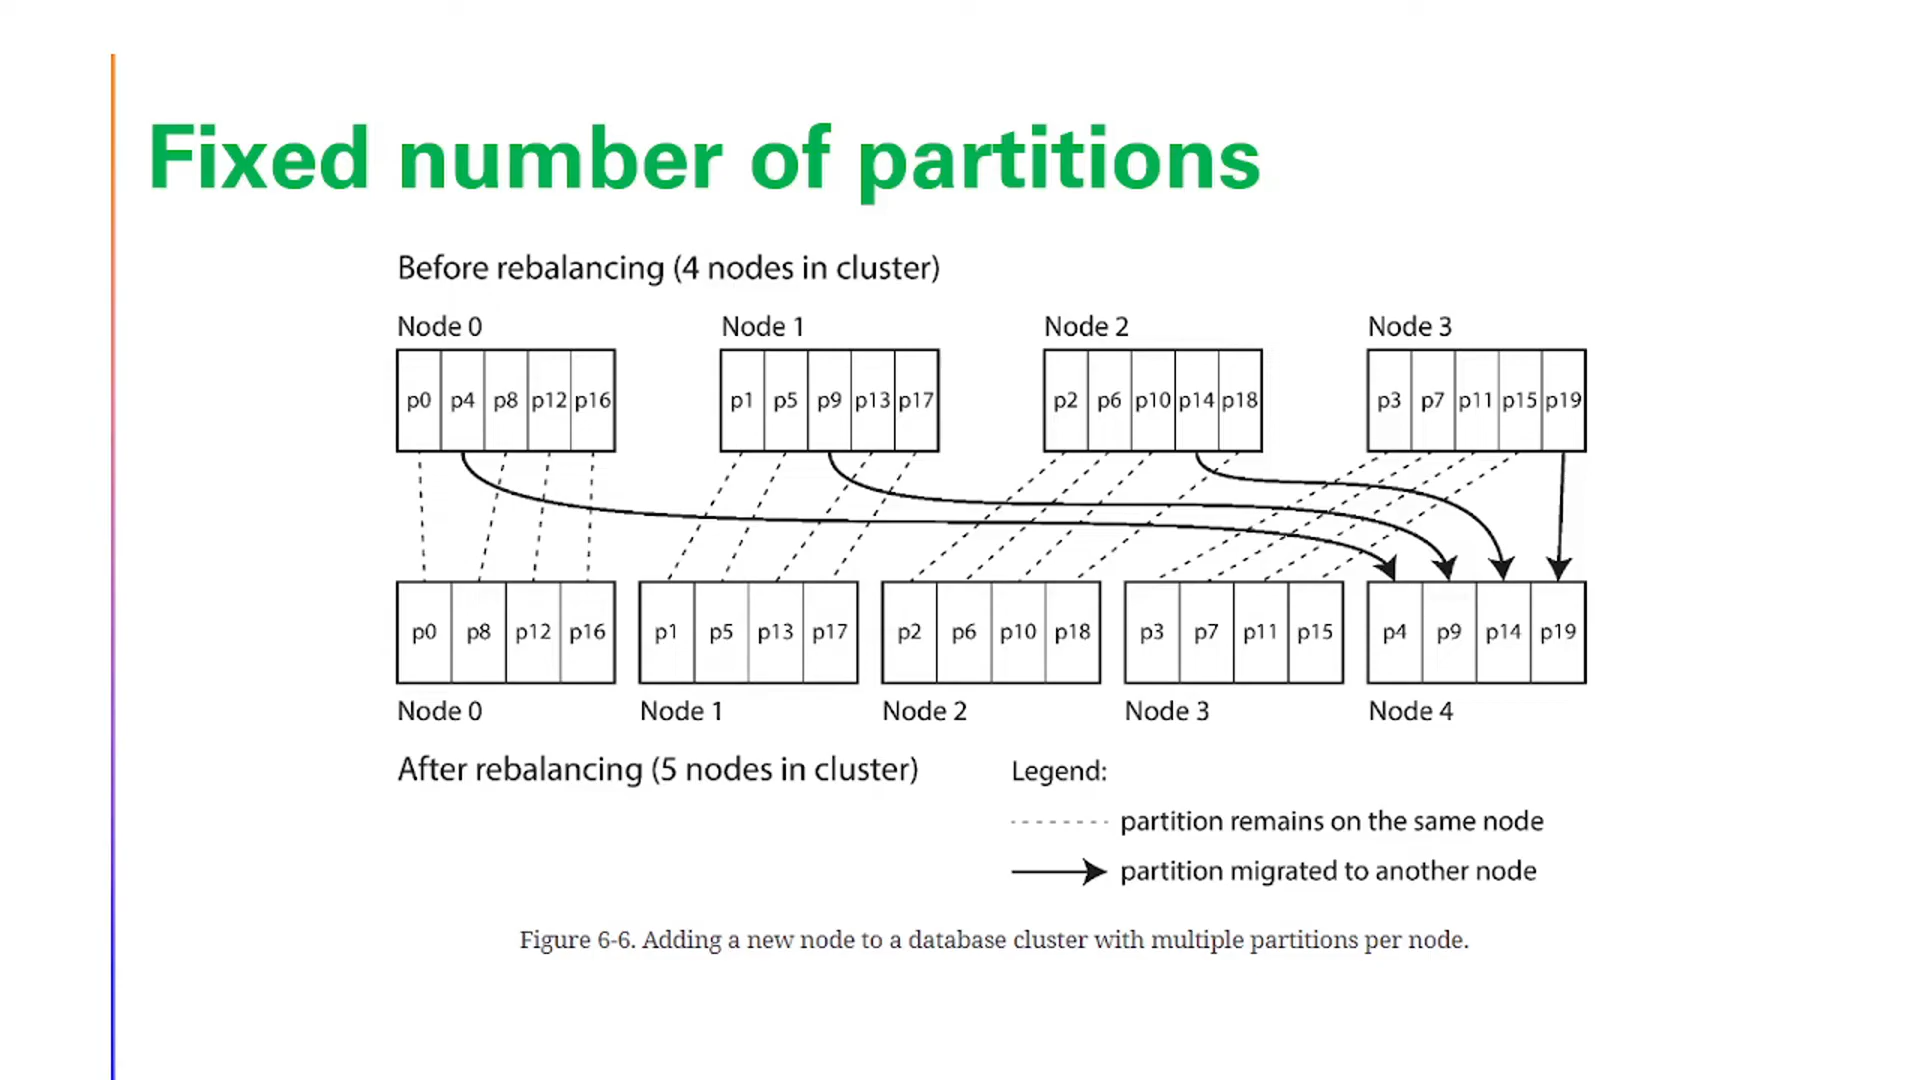 Fixed number of partitions
Before rebalancing (4 nodes in cluster)
Node 0 Node 1 Node 2 Node 3
p0 p4 p8 p12 p16 p1 p5 p9 p13 p17 p2 p6 p10 p14 p18 p3 p7 p11 p15 p19
p0 p8 p12 p16 p1 p5 p13 p17 p2 p6 p10 p18 p3 p7 p11 p15 p4 p9 p14 p19
Node 0 Node 1 Node 2 Node 3 Node 4
After rebalancing (5 nodes in cluster)
Legend:
partition remains on the same node
partition migrated to another node
Figure 6-6. Adding a new node to a database cluster with multiple partitions per node.